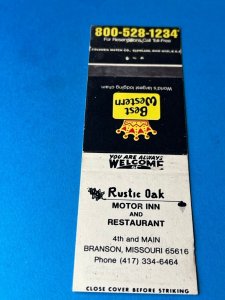 800-528-1234
For Reservations, Call Toll-Free
World's largest lodging chain
Best
Western
YOU ARE ALWAYS
WELCOME
Rustic Oak
MOTOR INN
AND
RESTAURANT
4th and MAIN
BRANSON, MISSOURI 65616
Phone (417) 334-6464
CLOSE COVER BEFORE STRIKING